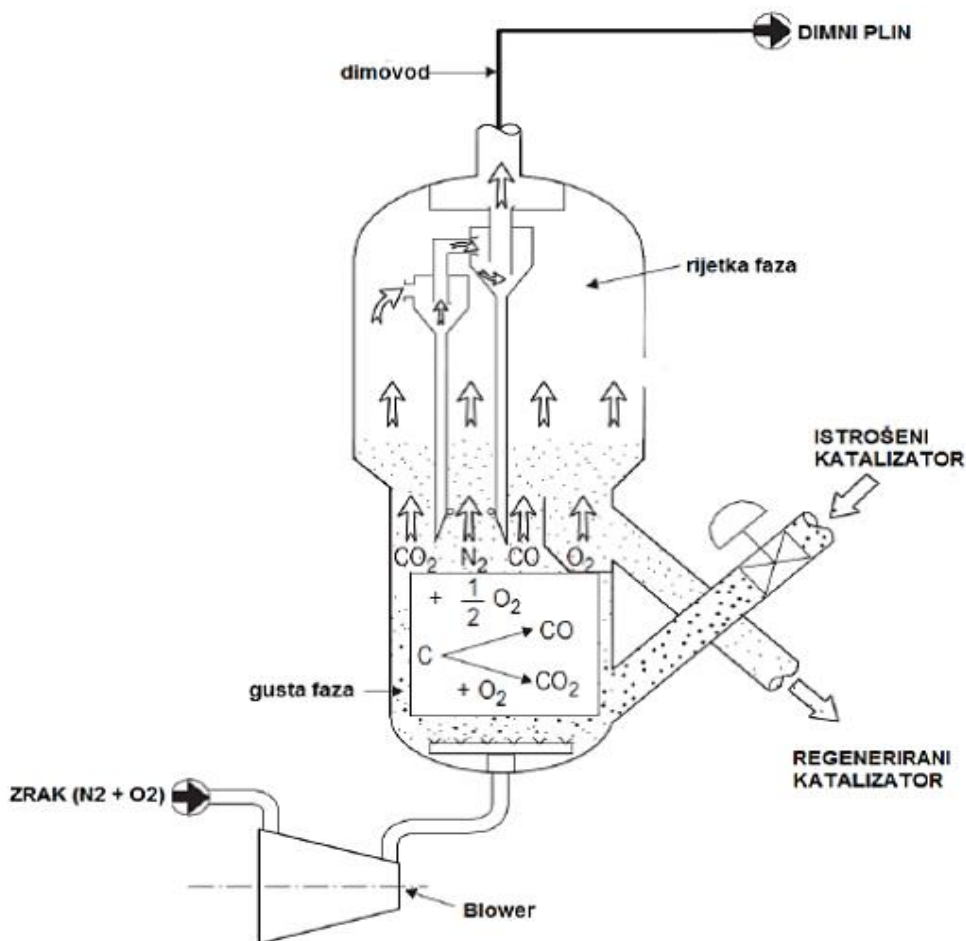 DIMNI PLIN
dimovod
rijetka faza
ISTROŠENI
KATALIZATOR
CO₂ N₂ CO O₂
+ 1/2 O₂
CO
C
CO₂
+ O₂
gusta faza
REGENERIRANI
KATALIZATOR
ZRAK (N2 + O2)
Blower